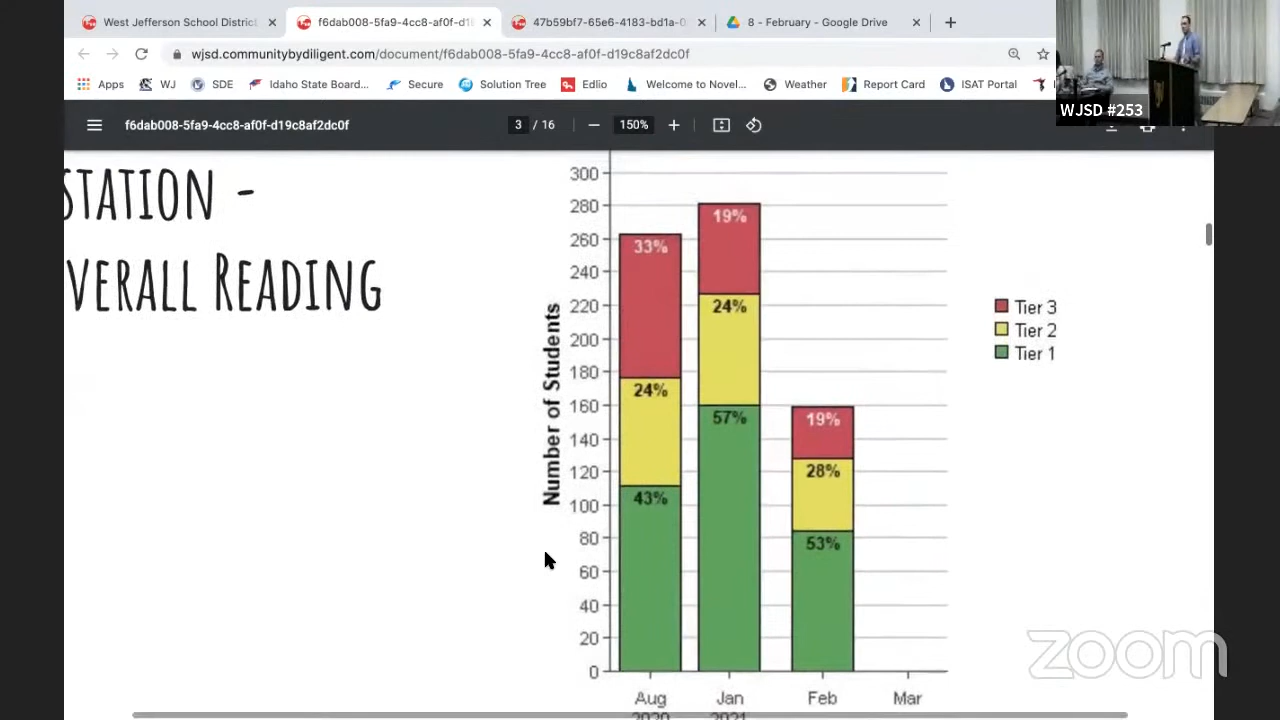 West Jefferson School District
f6dab008-5fa9-4cc8-af0f-d1
47b59bf7-65e6-4183-bd1a-0
8 - February - Google Drive
wjsd.communitybydiligent.com/document/f6dab008-5fa9-4cc8-af0f-d19c8af2dc0f
Apps
WJ
SDE
Idaho State Board...
Secure
Solution Tree
Edlio
Welcome to Novel...
Weather
Report Card
ISAT Portal
WJSD #253
f6dab008-5fa9-4cc8-af0f-d19c8af2dc0f
3 / 16
150%
STATION -
VERALL READING
Number of Students
300
280
260
240
220
200
180
160
140
120
100
80
60
40
20
0
33%
24%
43%
19%
24%
57%
19%
28%
53%
Tier 3
Tier 2
Tier 1
Aug
Jan
Feb
Mar
2020
2021
zoom